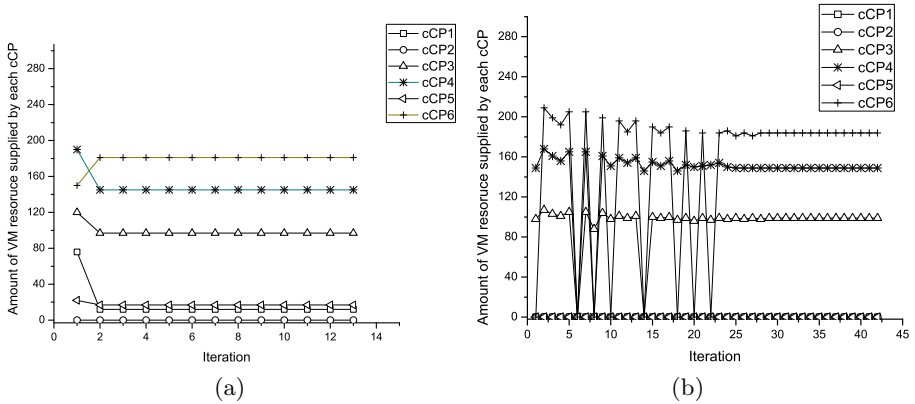 Amount of VM resoruce supplied by each cCP
280
240
200
160
120
80
40
0
0 2 4 6 8 10 12 14
Iteration
cCP1
cCP2
cCP3
cCP4
cCP5
cCP6
(a)
Amount of VM resoruce supplied by each cCP
280
240
200
160
120
80
40
0
0 5 10 15 20 25 30 35 40 45
Iteration
cCP1
cCP2
cCP3
cCP4
cCP5
cCP6
(b)